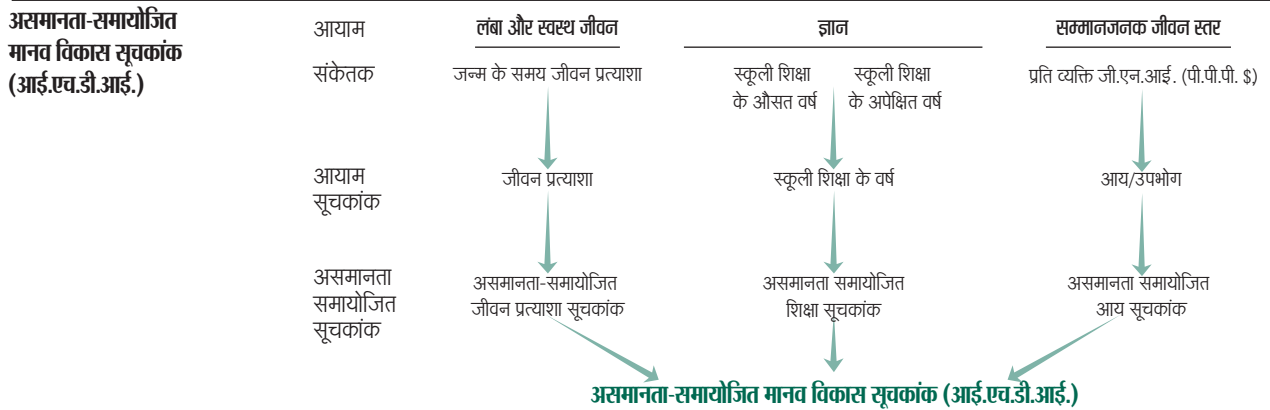 असमानता-समायोजित
मानव विकास सूचकांक
(आई.एच.डी.आई.)
आयाम लंबा और स्वस्थ जीवन ज्ञान सम्मानजनक जीवन स्तर
संकेतक जन्म के समय जीवन प्रत्याशा स्कूली शिक्षा स्कूली शिक्षा प्रति व्यक्ति जी.एन.आई. (पी.पी.पी. $)
के औसत वर्ष के अपेक्षित वर्ष
आयाम जीवन प्रत्याशा स्कूली शिक्षा के वर्ष आय/उपभोग
सूचकांक
असमानता असमानता-समायोजित असमानता समायोजित असमानता समायोजित
समायोजित जीवन प्रत्याशा सूचकांक शिक्षा सूचकांक आय सूचकांक
सूचकांक
असमानता-समायोजित मानव विकास सूचकांक (आई.एच.डी.आई.)